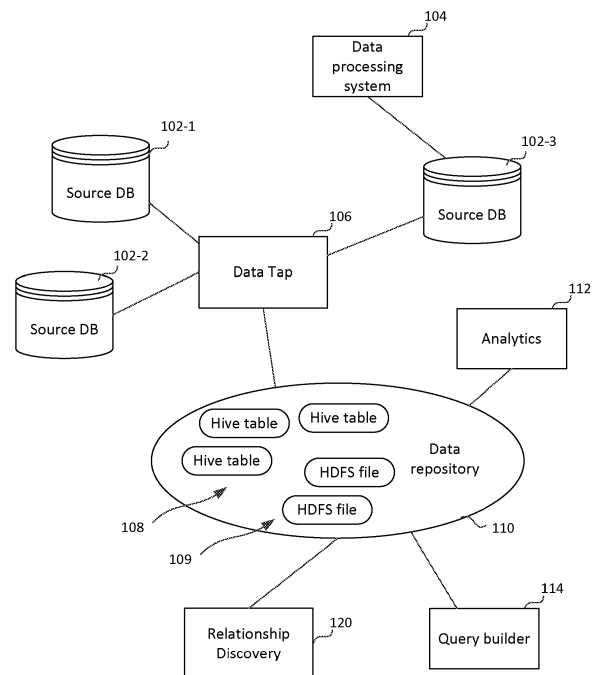 104
Data
processing
system
102-1
Source DB
102-3
Source DB
106
Data Tap
102-2
Source DB
112
Analytics
Hive table
Hive table
Hive table
Data
repository
HDFS file
HDFS file
108
109
110
120
Relationship
Discovery
114
Query builder